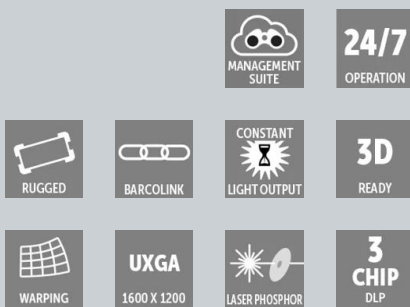 MANAGEMENT
SUITE
24/7
OPERATION
RUGGED
BARCOLINK
CONSTANT
LIGHT OUTPUT
3D
READY
WARPING
UXGA
1600 X 1200
LASER PHOSPHOR
3
CHIP
DLP